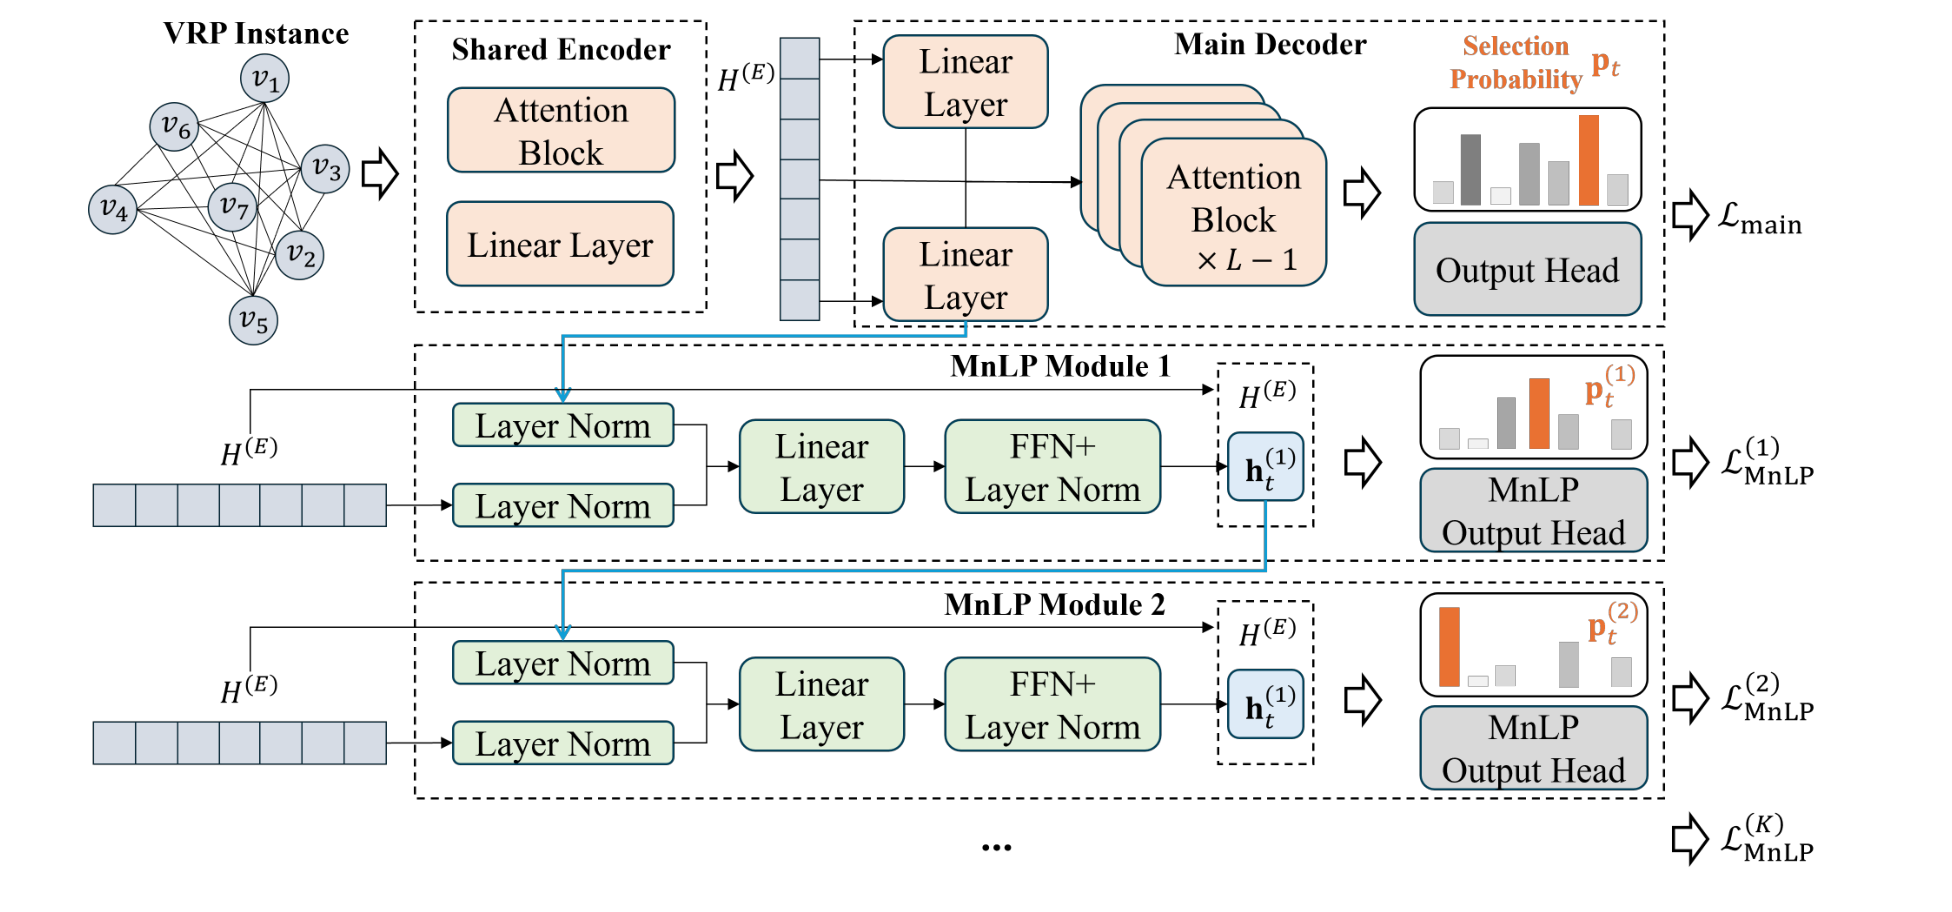 VRP Instance
v₁
v₆
v₃
v₄
v₇
v₂
v₅
Shared Encoder
Attention
Block
Linear Layer
H^(E)
Main Decoder
Linear
Layer
Linear
Layer
Attention
Block
× L − 1
Selection
Probability p_t
Output Head
ℒ_main
MnLP Module 1
H^(E)
Layer Norm
Layer Norm
Linear
Layer
FFN+
Layer Norm
H^(E)
h_t^(1)
p_t^(1)
MnLP
Output Head
ℒ_MnLP^(1)
MnLP Module 2
H^(E)
Layer Norm
Layer Norm
Linear
Layer
FFN+
Layer Norm
H^(E)
h_t^(1)
p_t^(2)
MnLP
Output Head
ℒ_MnLP^(2)
...
ℒ_MnLP^(K)